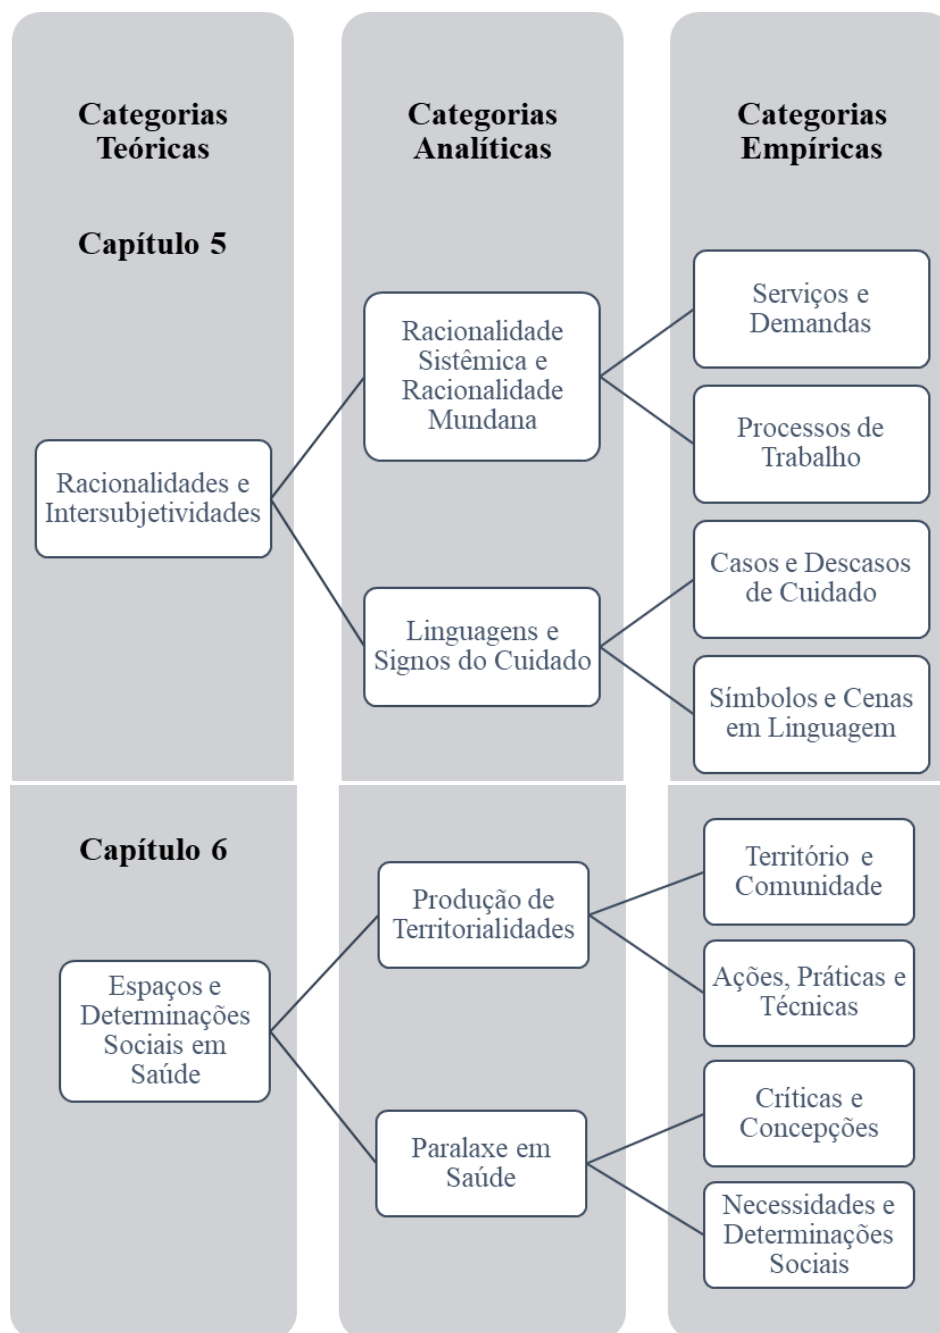 Categorias
Teóricas
Categorias
Analíticas
Categorias
Empíricas
Capítulo 5
Racionalidades e
Intersubjetividades
Racionalidade
Sistêmica e
Racionalidade
Mundana
Linguagens e
Signos do Cuidado
Serviços e
Demandas
Processos de
Trabalho
Casos e Descasos
de Cuidado
Símbolos e Cenas
em Linguagem
Capítulo 6
Espaços e
Determinações
Sociais em
Saúde
Produção de
Territorialidades
Paralaxe em
Saúde
Território e
Comunidade
Ações, Práticas e
Técnicas
Críticas e
Concepções
Necessidades e
Determinações
Sociais